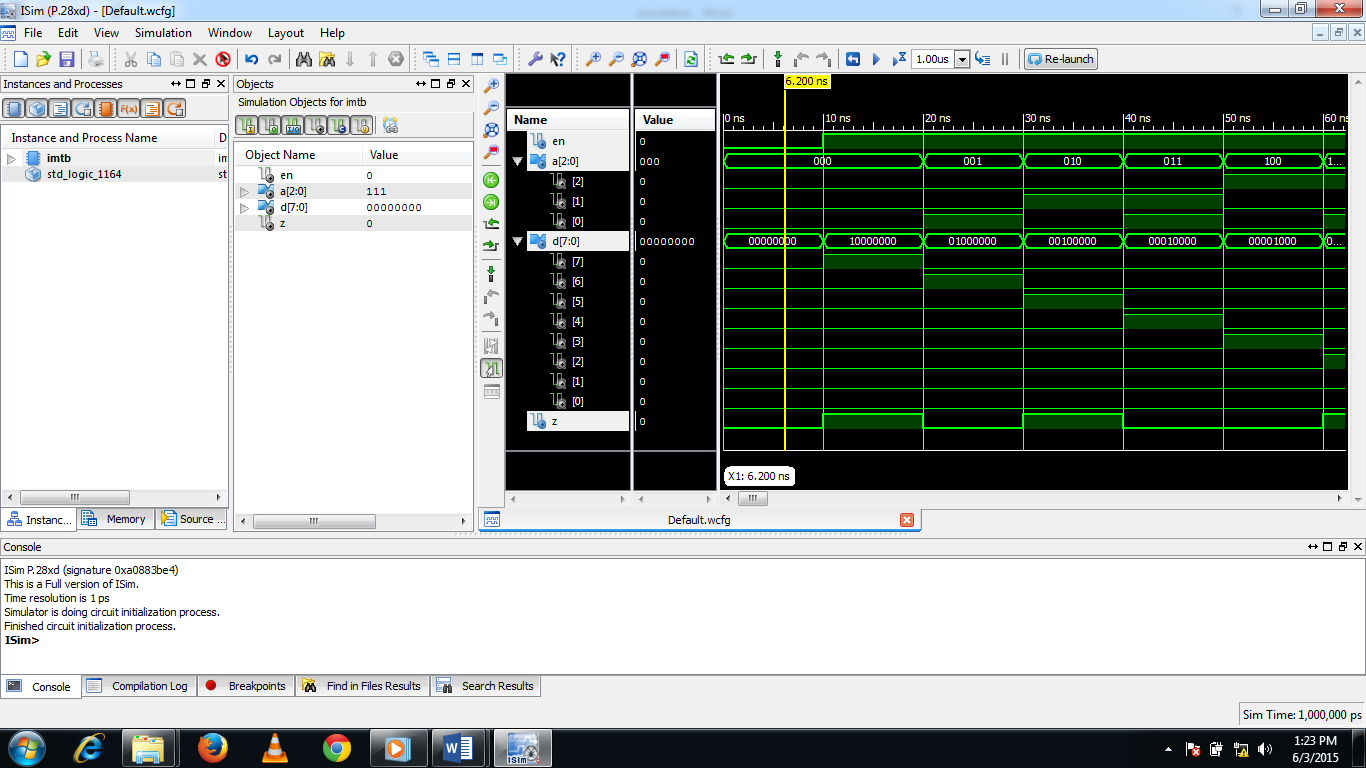 ISim (P.28xd) - [Default.wcfg]
File Edit View Simulation Window Layout Help
1.00us Re-launch
Instances and Processes
Instance and Process Name D
imtb in
std_logic_1164 st
Instanc... Memory Source ...
Objects
Simulation Objects for imtb
Object Name Value
en 0
a[2:0] 111
d[7:0] 00000000
z 0
Name Value
en 0
a[2:0] 000
[2] 0
[1] 0
[0] 0
d[7:0] 00000000
[7] 0
[6] 0
[5] 0
[4] 0
[3] 0
[2] 0
[1] 0
[0] 0
z 0
6.200 ns
0 ns 10 ns 20 ns 30 ns 40 ns 50 ns 60 ns
000 001 010 011 100 1...
00000000 10000000 01000000 00100000 00010000 00001000 0...
X1: 6.200 ns
Default.wcfg
Console
ISim P.28xd (signature 0xa0883be4)
This is a Full version of ISim.
Time resolution is 1 ps
Simulator is doing circuit initialization process.
Finished circuit initialization process.
ISim>
Console Compilation Log Breakpoints Find in Files Results Search Results
Sim Time: 1,000,000 ps
1:23 PM
6/3/2015